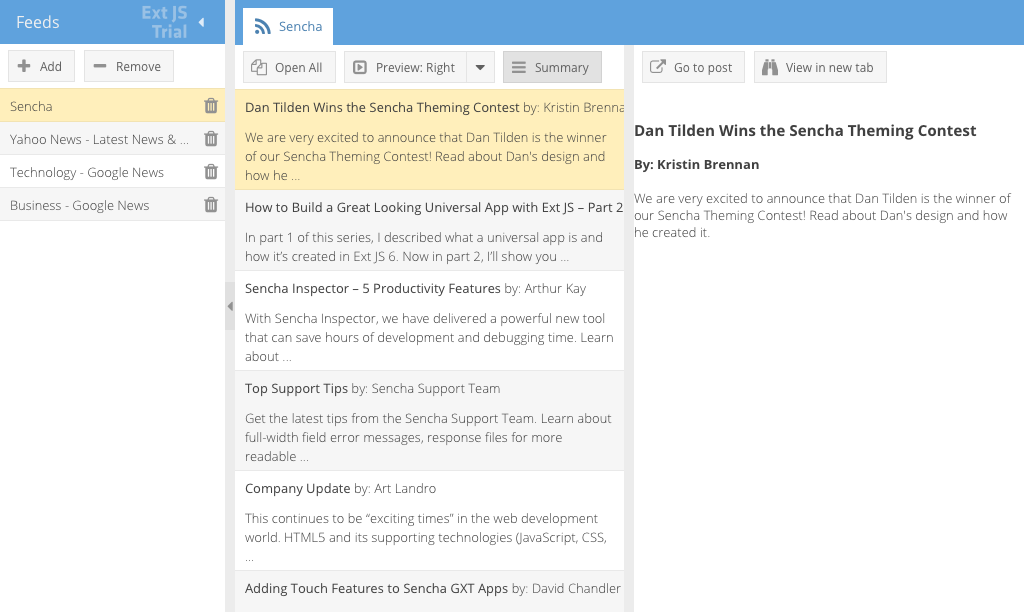 Feeds
Ext JS
Trial
Add
Remove
Sencha
Yahoo News - Latest News & ...
Technology - Google News
Business - Google News
Sencha
Open All
Preview: Right
Summary
Dan Tilden Wins the Sencha Theming Contest by: Kristin Brenna
We are very excited to announce that Dan Tilden is the winner
of our Sencha Theming Contest! Read about Dan's design and
how he ...
How to Build a Great Looking Universal App with Ext JS – Part 2
In part 1 of this series, I described what a universal app is and
how it’s created in Ext JS 6. Now in part 2, I’ll show you ...
Sencha Inspector – 5 Productivity Features by: Arthur Kay
With Sencha Inspector, we have delivered a powerful new tool
that can save hours of development and debugging time. Learn
about ...
Top Support Tips by: Sencha Support Team
Get the latest tips from the Sencha Support Team. Learn about
full-width field error messages, response files for more
readable ...
Company Update by: Art Landro
This continues to be “exciting times” in the web development
world. HTML5 and its supporting technologies (JavaScript, CSS,
...
Adding Touch Features to Sencha GXT Apps by: David Chandler
Go to post
View in new tab
Dan Tilden Wins the Sencha Theming Contest
By: Kristin Brennan
We are very excited to announce that Dan Tilden is the winner of
our Sencha Theming Contest! Read about Dan's design and how
he created it.